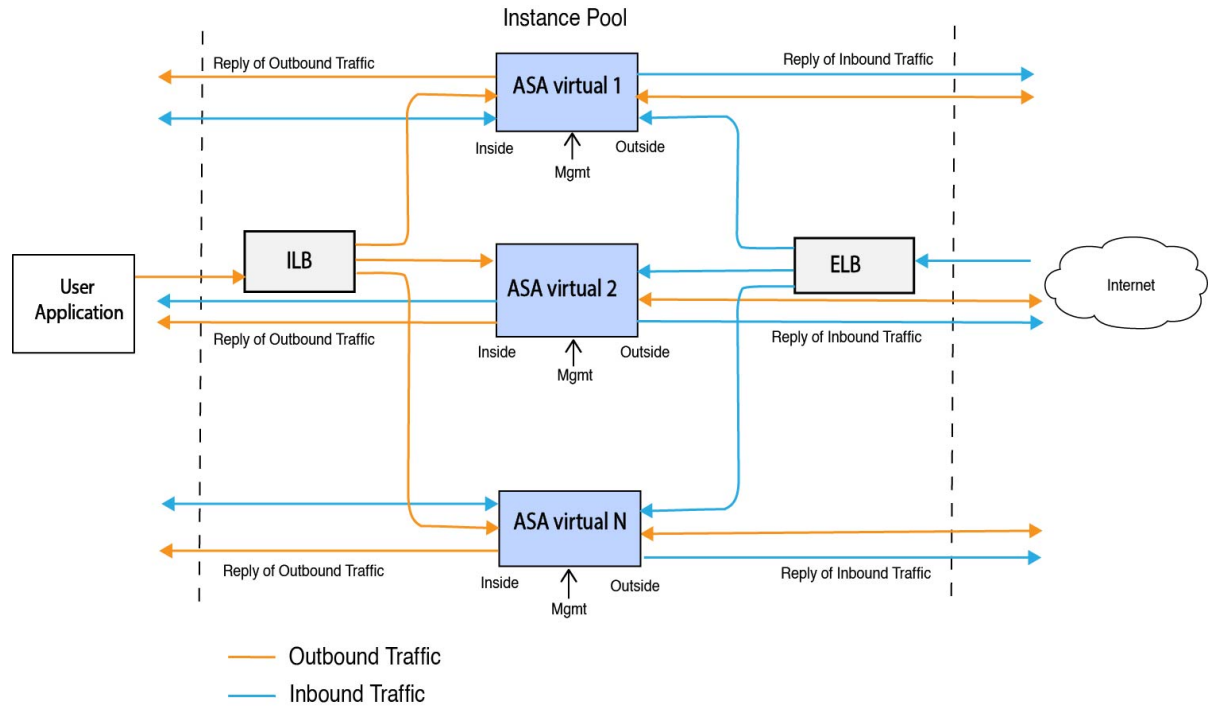 Instance Pool
Reply of Outbound Traffic
ASA virtual 1
Reply of Inbound Traffic
Inside
Outside
Mgmt
User
Application
ILB
ASA virtual 2
ELB
Internet
Reply of Outbound Traffic
Reply of Inbound Traffic
Inside
Outside
Mgmt
ASA virtual N
Reply of Outbound Traffic
Reply of Inbound Traffic
Inside
Outside
Mgmt
Outbound Traffic
Inbound Traffic